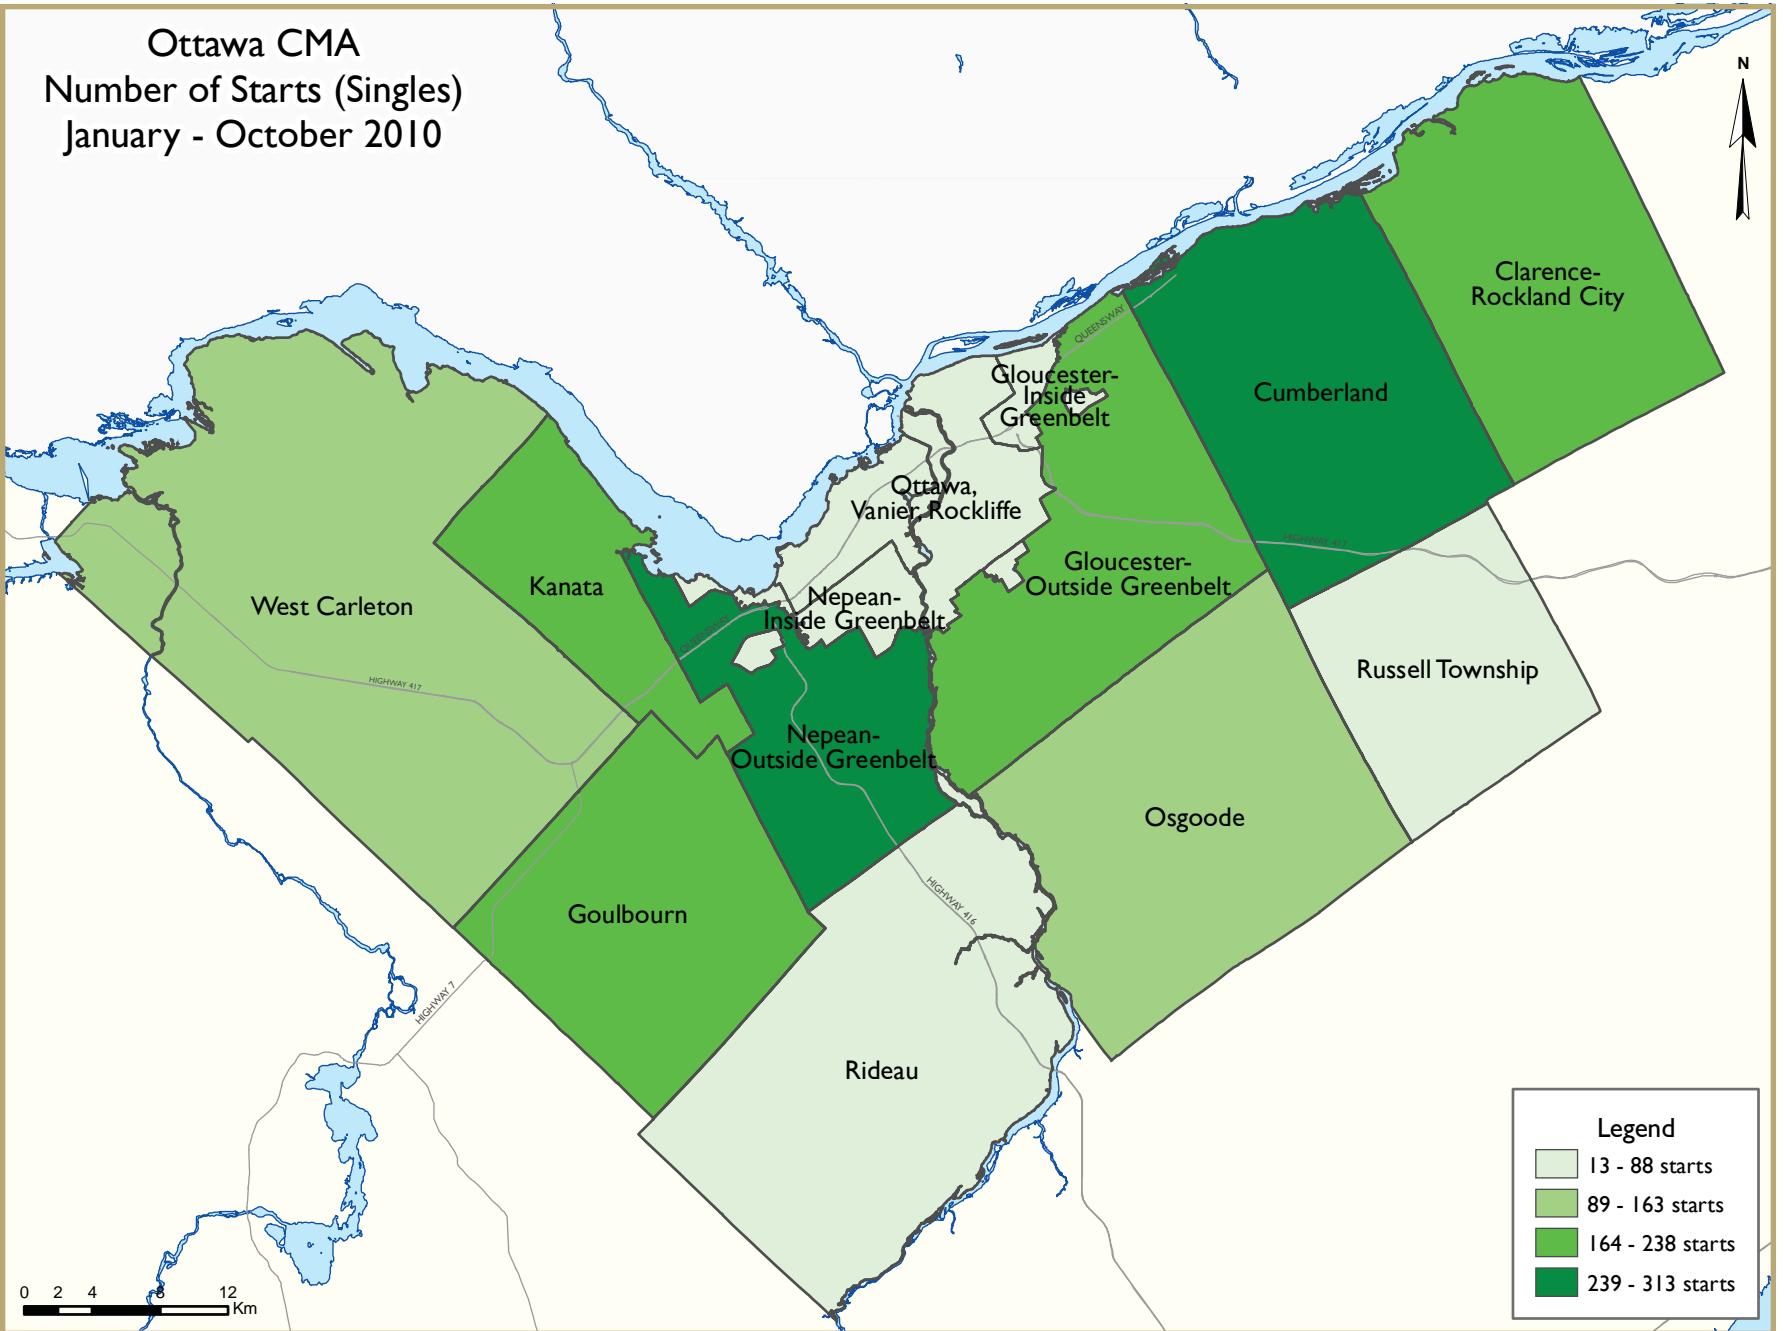 Ottawa CMA
Number of Starts (Singles)
January - October 2010
N
Clarence-
Rockland City
QUEENSWAY
Gloucester-
Inside
Greenbelt
Cumberland
Ottawa,
Vanier, Rockliffe
HIGHWAY 417
Gloucester-
Outside Greenbelt
Kanata
West Carleton
Nepean-
Inside Greenbelt
QUEENSWAY
Russell Township
HIGHWAY 417
Nepean-
Outside Greenbelt
Osgoode
HIGHWAY 416
Goulbourn
HIGHWAY 7
Rideau
Legend
13 - 88 starts
89 - 163 starts
164 - 238 starts
239 - 313 starts
0 2 4 8 12
Km